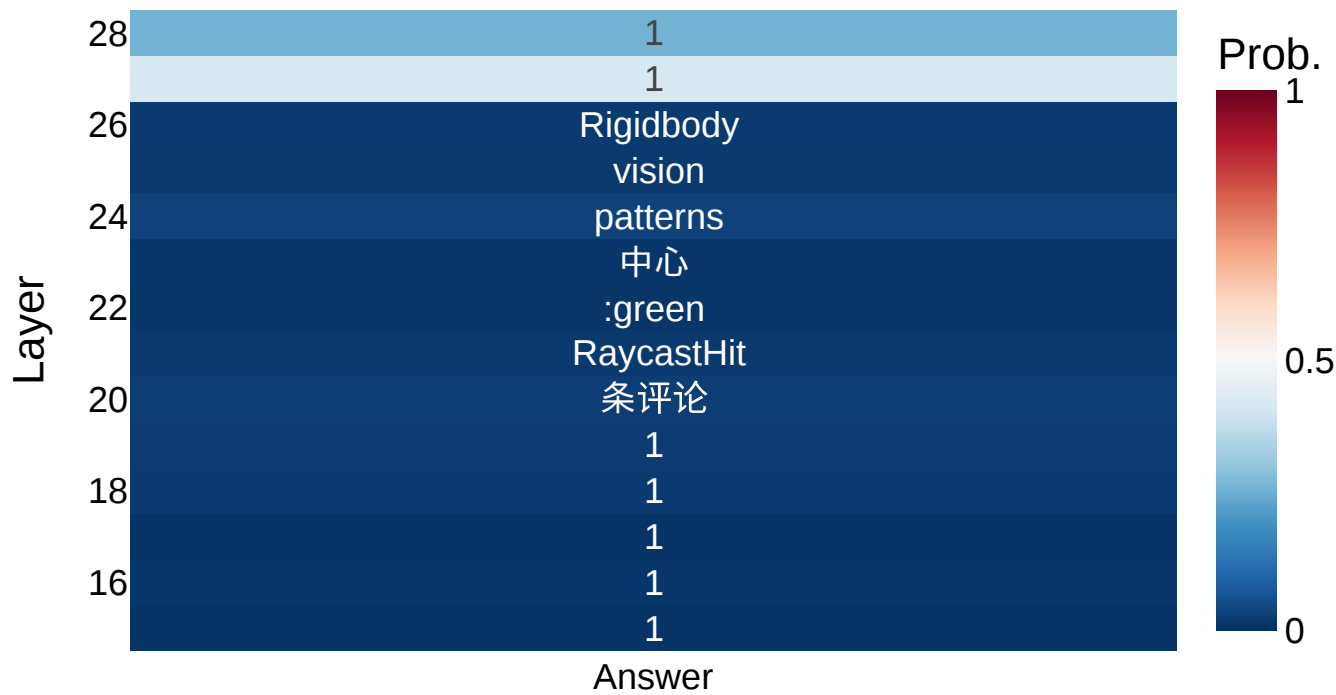 Prob.
28 1
1
1
26 Rigidbody
vision
24 patterns
中心
22 :green
RaycastHit
0.5
20 条评论
1
18 1
1
16 1
1
0
Layer
Answer